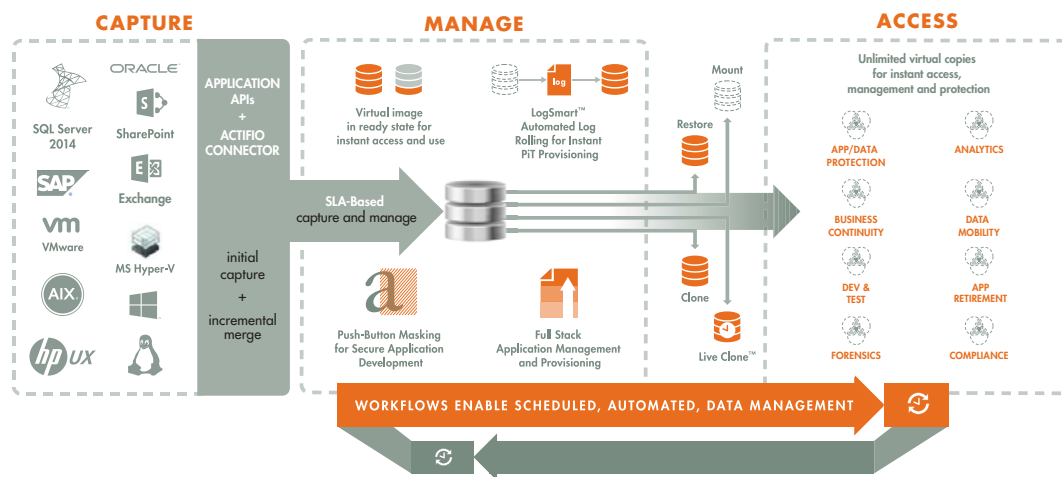 CAPTURE
SQL Server
2014
SAP
vm
VMware
AIX
hp UX
ORACLE
S
SharePoint
E
Exchange
MS Hyper-V
APPLICATION
APIs
+
ACTIFIO
CONNECTOR
initial
capture
+
incremental
merge
MANAGE
Virtual image
in ready state for
instant access and use
log
LogSmart™
Automated Log
Rolling for Instant
PiT Provisioning
SLA-Based
capture and manage
a
Push-Button Masking
for Secure Application
Development
Full Stack
Application Management
and Provisioning
Mount
Restore
Clone
Live Clone™
ACCESS
Unlimited virtual copies
for instant access,
management and protection
APP/DATA
PROTECTION
ANALYTICS
BUSINESS
CONTINUITY
DATA
MOBILITY
DEV &
TEST
APP
RETIREMENT
FORENSICS
COMPLIANCE
WORKFLOWS ENABLE SCHEDULED, AUTOMATED, DATA MANAGEMENT